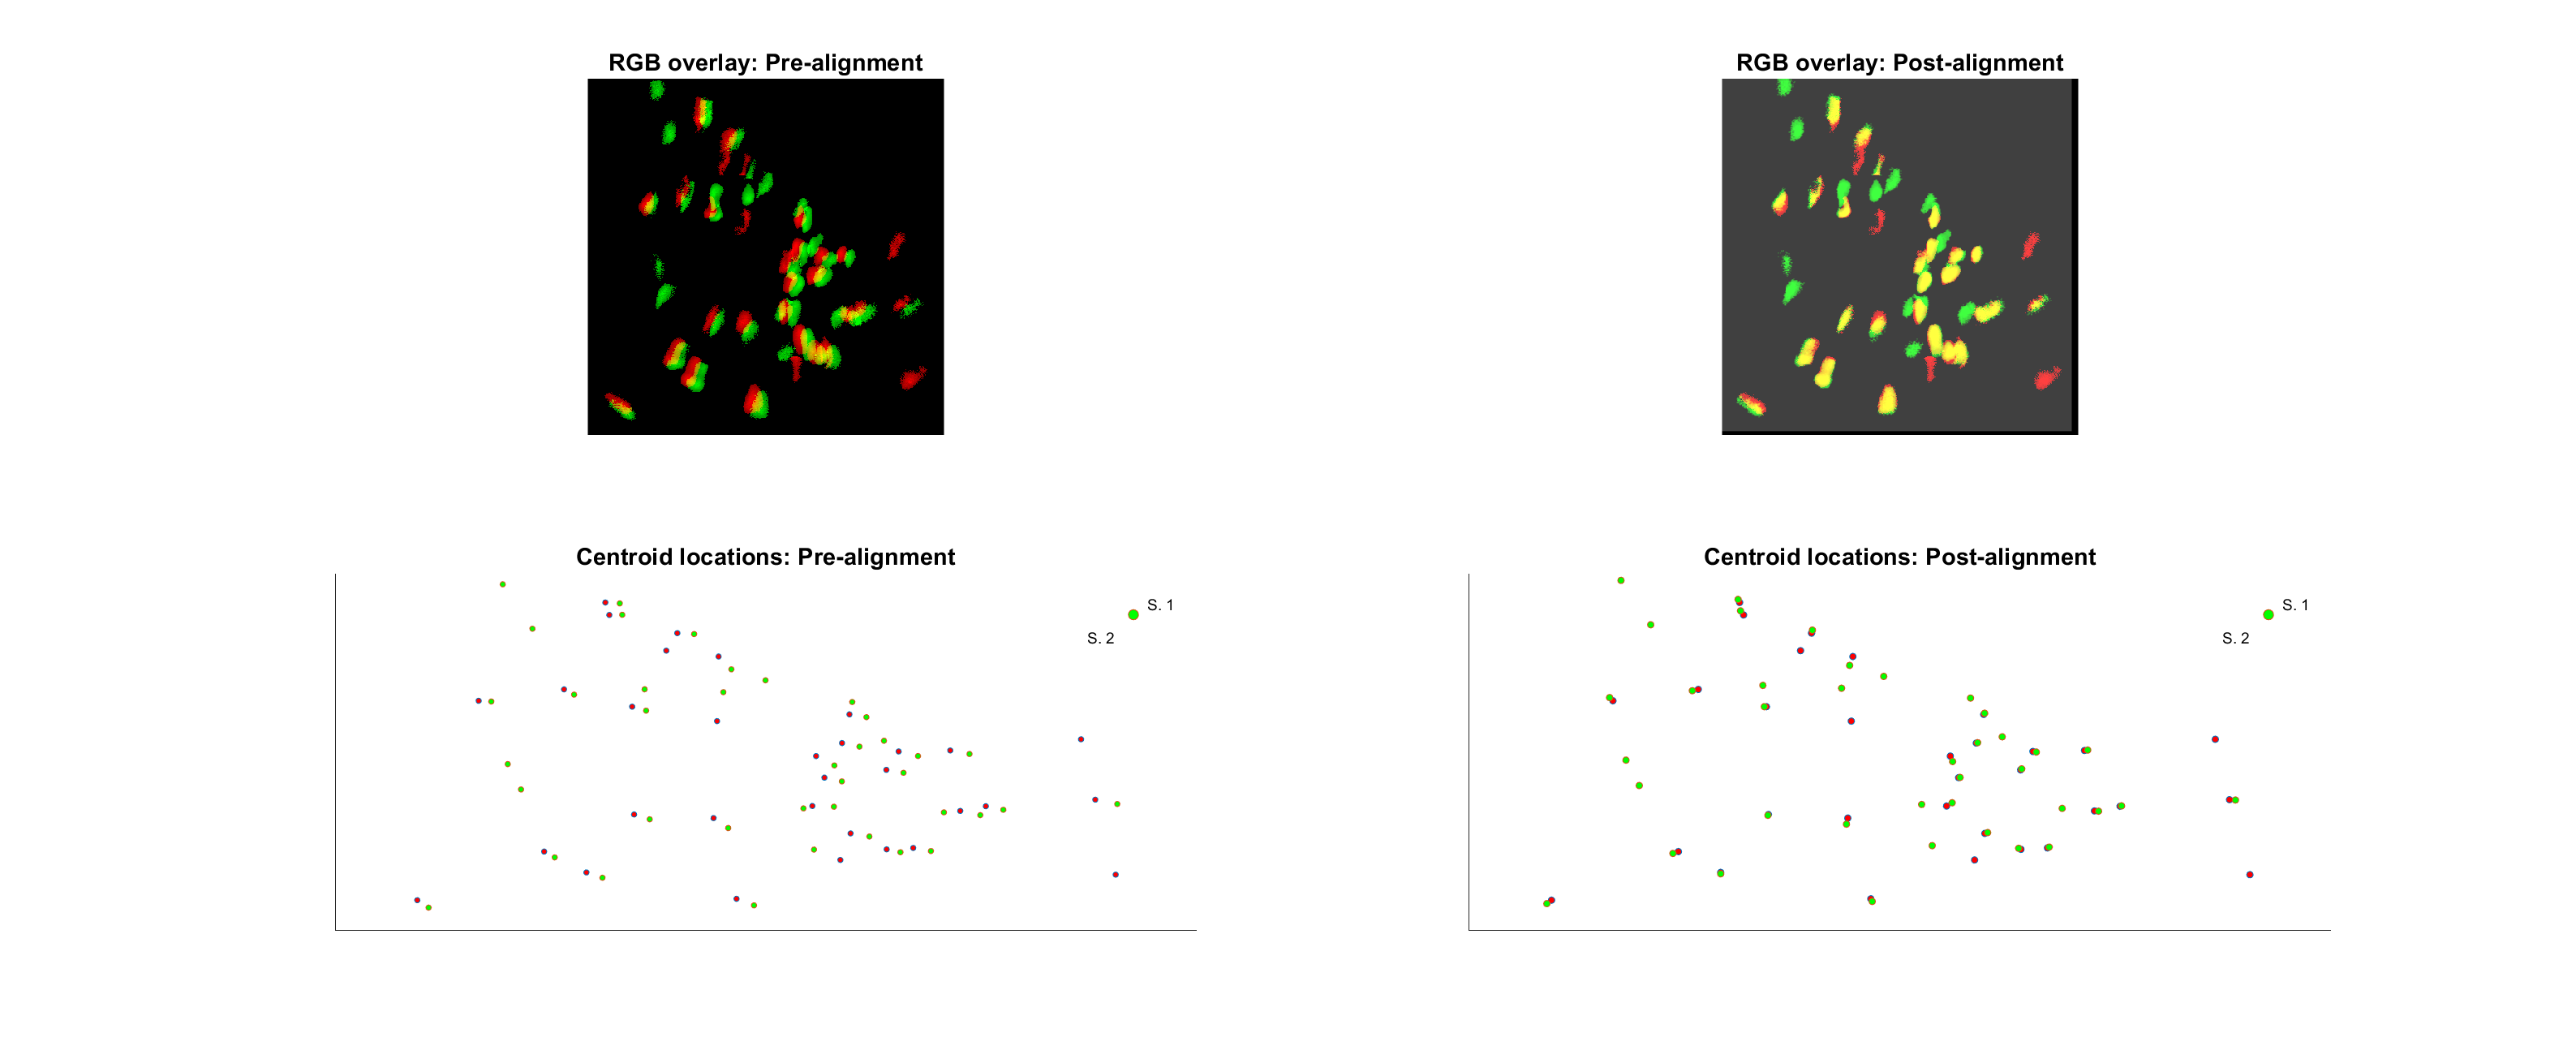 RGB overlay: Pre-alignment
RGB overlay: Post-alignment
Centroid locations: Pre-alignment
S. 1
S. 2
Centroid locations: Post-alignment
S. 1
S. 2